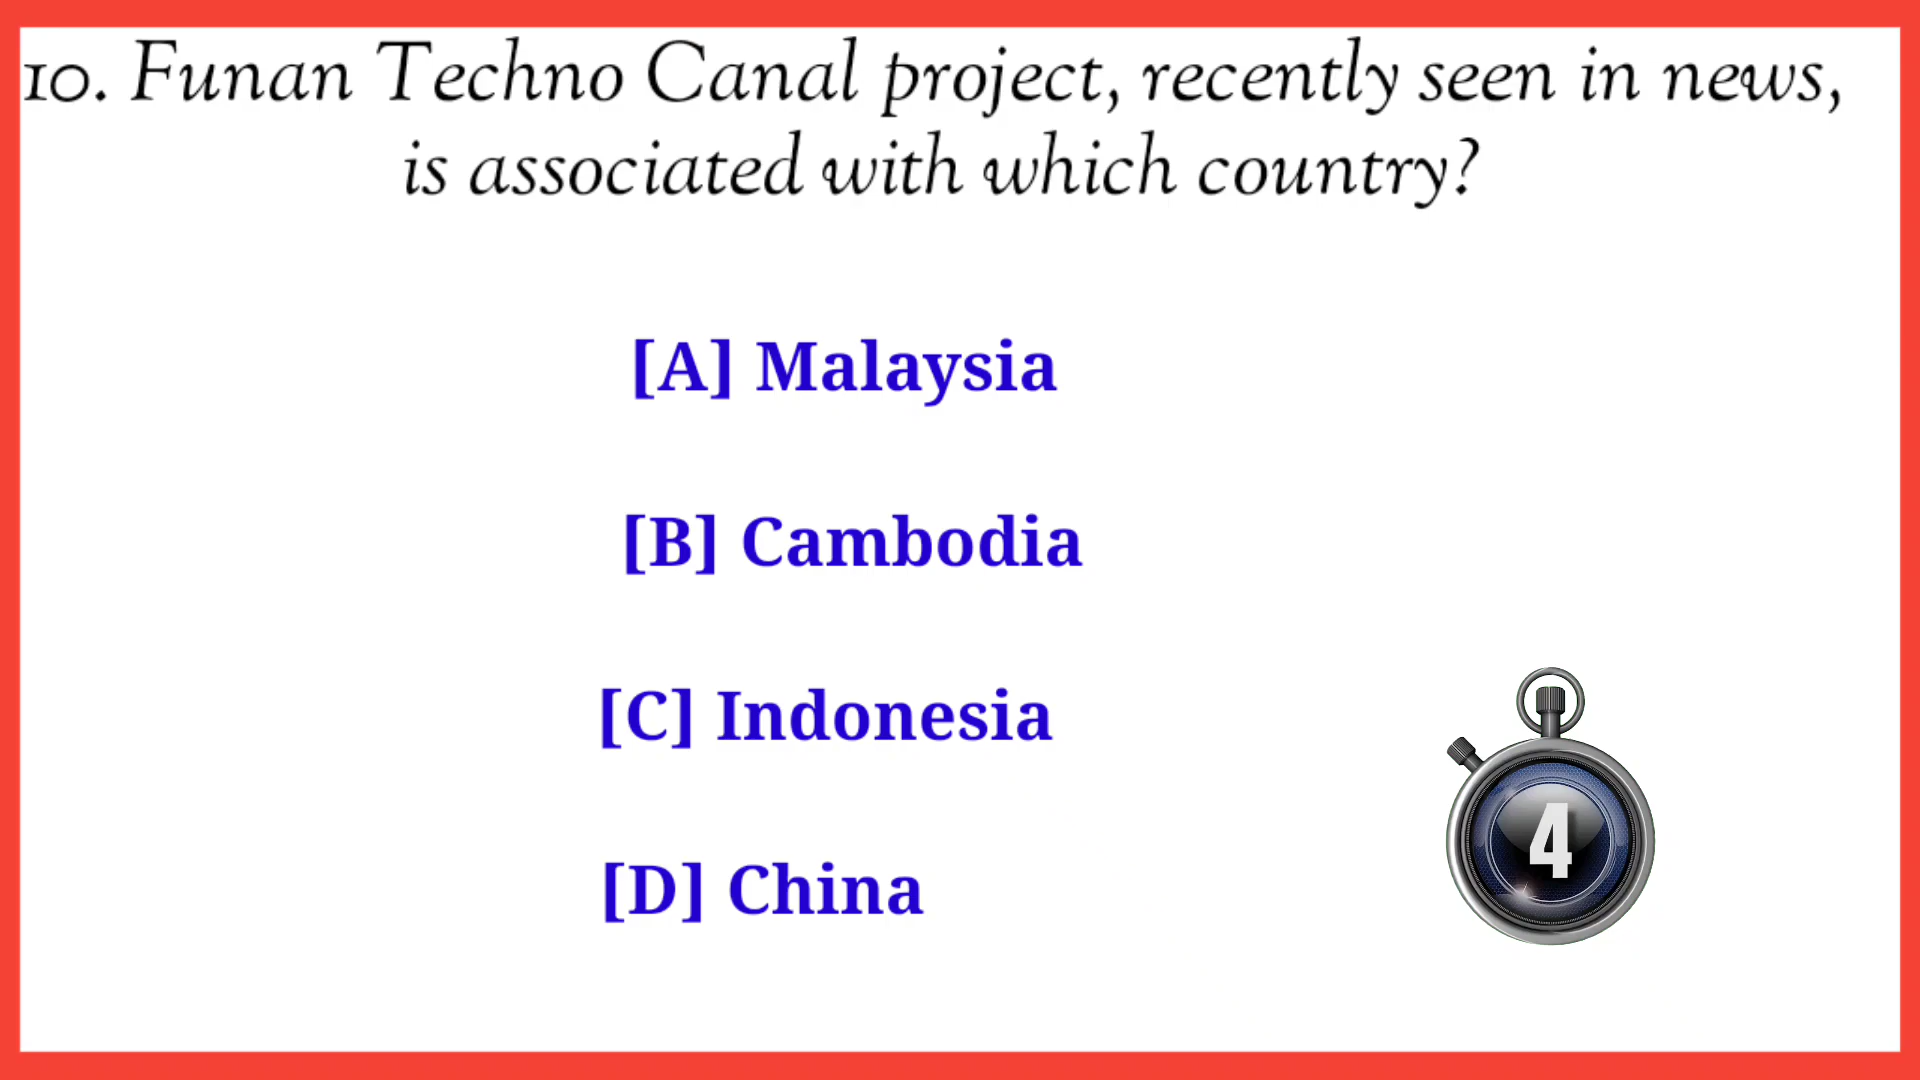 10. Funan Techno Canal project, recently seen in news,
is associated with which country?
[A] Malaysia
[B] Cambodia
[C] Indonesia
[D] China
4